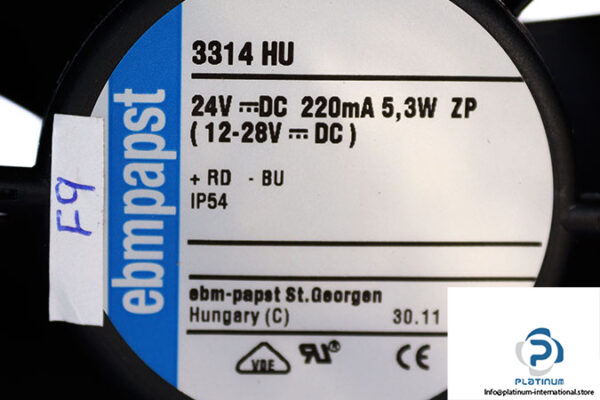 3314 HU
24V ⎓DC 220mA 5,3W ZP
(12-28V ⎓ DC)
+ RD - BU
IP54
ebmpapst
F9
ebm-papst St.Georgen
Hungary (C) 30.11
VDE
CE
PLATINUM
Info@platinum-international.store